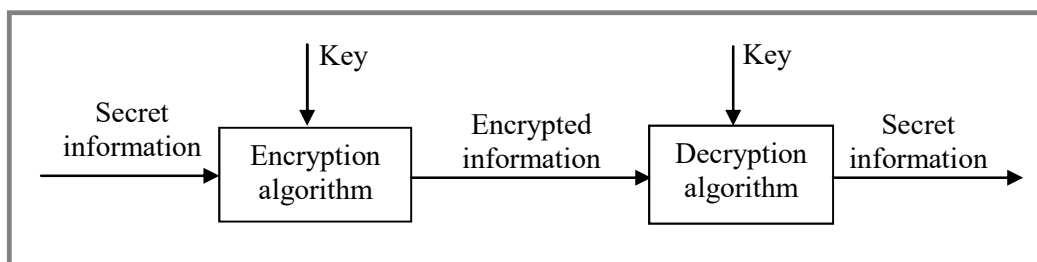 Key
Key
Secret
information
Encryption
algorithm
Encrypted
information
Decryption
algorithm
Secret
information